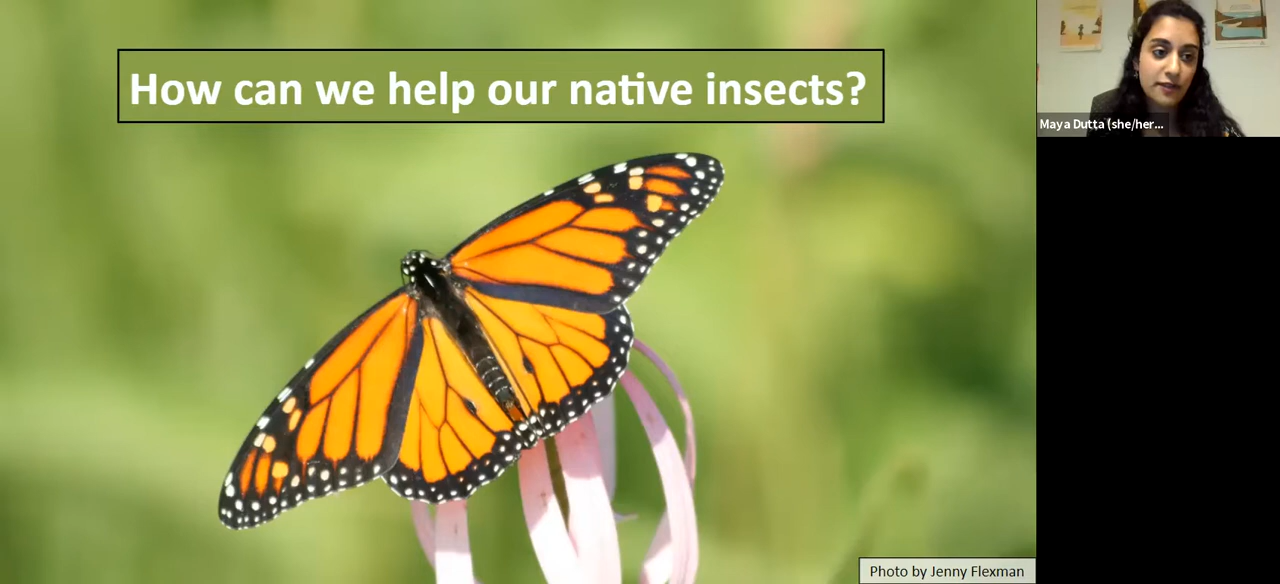 How can we help our native insects?
Maya Dutta (she/her...
Photo by Jenny Flexman